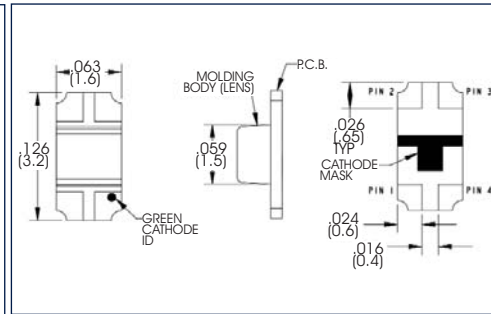 .063
(1.6)
.126
(3.2)
GREEN
CATHODE
ID
MOLDING
BODY (LENS)
P.C.B.
.059
(1.5)
PIN 2
PIN 3
.026
(.65)
TYP
CATHODE
MASK
PIN 1
PIN 4
.024
(0.6)
.016
(0.4)